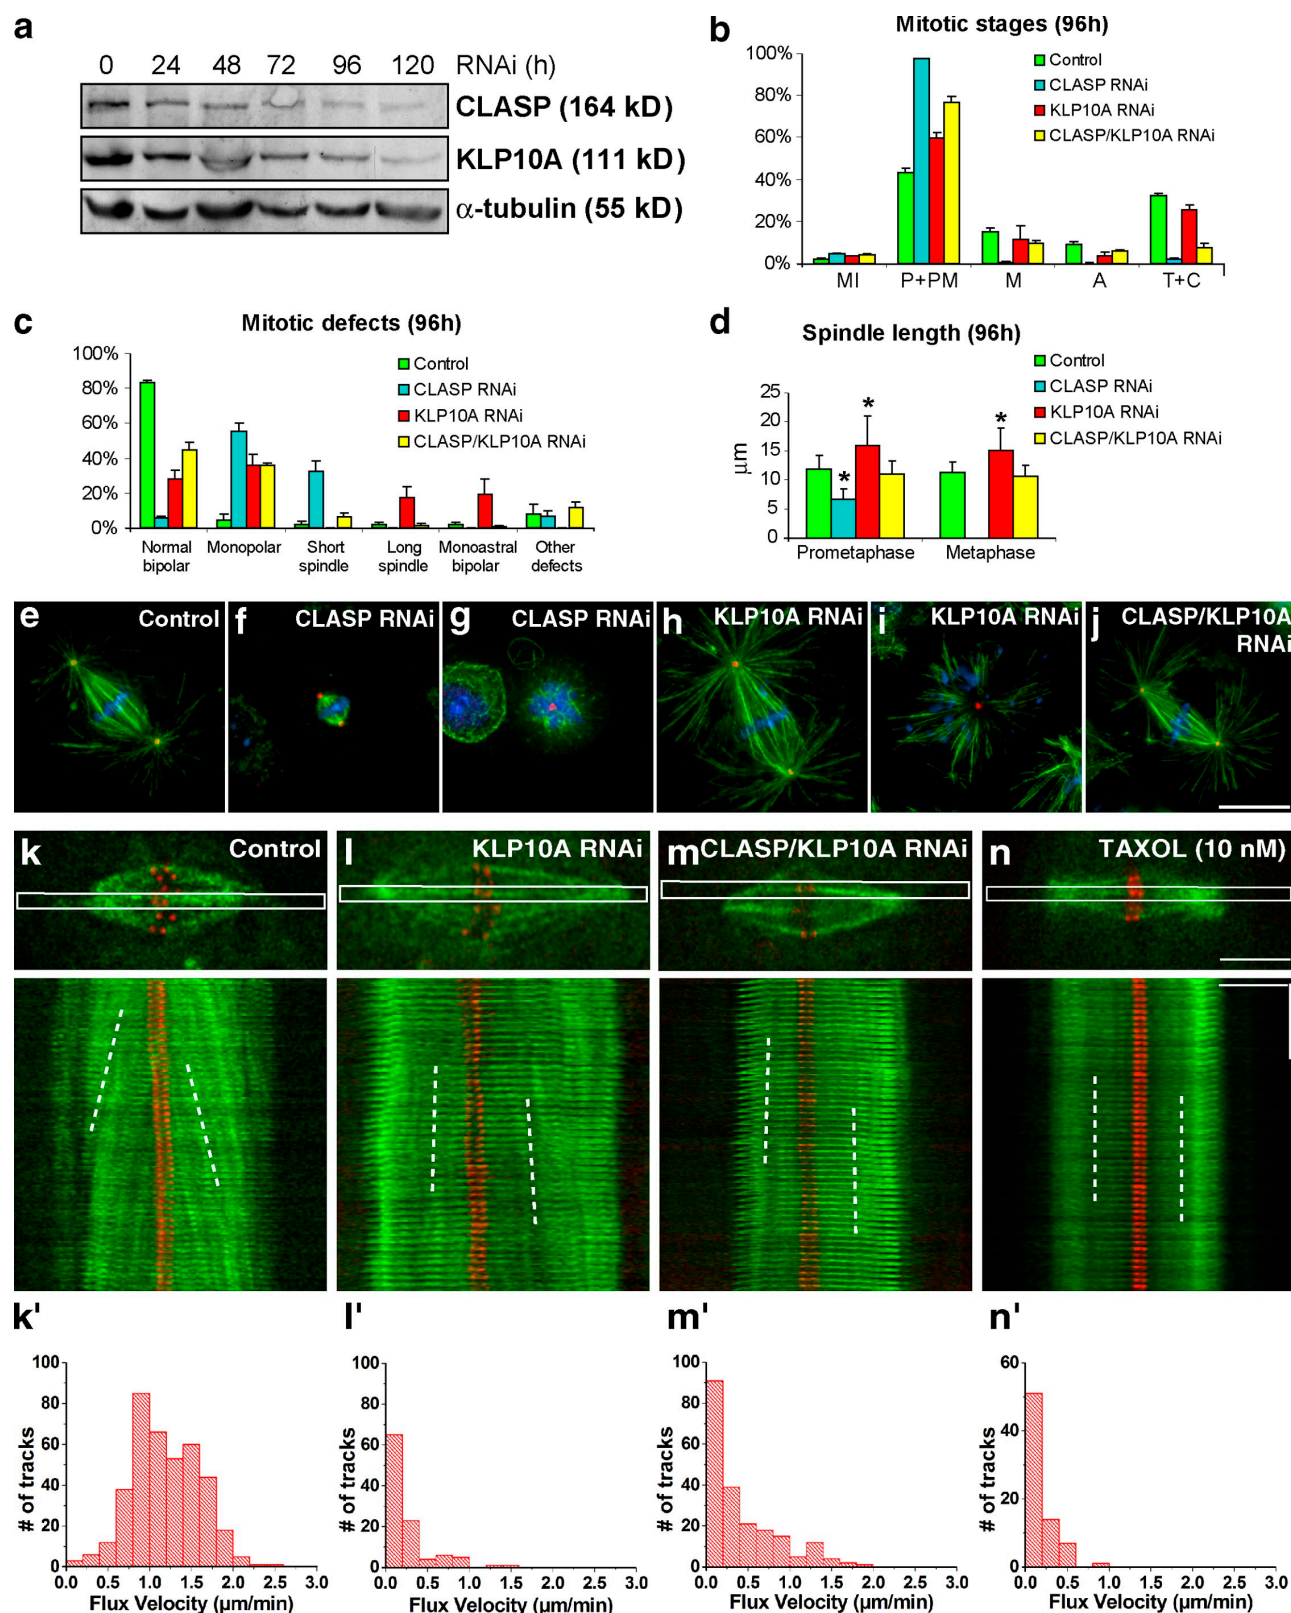 a
0 24 48 72 96 120 RNAi (h)
CLASP (164 kD)
KLP10A (111 kD)
α-tubulin (55 kD)
b
Mitotic stages (96h)
100%
80%
60%
40%
20%
0%
Control
CLASP RNAi
KLP10A RNAi
CLASP/KLP10A RNAi
MI P+PM M A T+C
c
Mitotic defects (96h)
100%
80%
60%
40%
20%
0%
Control
CLASP RNAi
KLP10A RNAi
CLASP/KLP10A RNAi
Normal bipolar
Monopolar
Short spindle
Long spindle
Monoastral bipolar
Other defects
d
Spindle length (96h)
25
20
15
10
5
0
µm
* * *
Control
CLASP RNAi
KLP10A RNAi
CLASP/KLP10A RNAi
Prometaphase Metaphase
e Control
f CLASP RNAi
g CLASP RNAi
h KLP10A RNAi
i KLP10A RNAi
j CLASP/KLP10A
RNAi
k Control
l KLP10A RNAi
m CLASP/KLP10A RNAi
n TAXOL (10 nM)
k'
100
80
60
40
20
0
# of tracks
0.0 0.5 1.0 1.5 2.0 2.5 3.0
Flux Velocity (µm/min)
l'
100
80
60
40
20
0
# of tracks
0.0 0.5 1.0 1.5 2.0 2.5 3.0
Flux Velocity (µm/min)
m'
100
80
60
40
20
0
# of tracks
0.0 0.5 1.0 1.5 2.0 2.5 3.0
Flux Velocity (µm/min)
n'
60
40
20
0
# of tracks
0.0 0.5 1.0 1.5 2.0 2.5 3.0
Flux Velocity (µm/min)